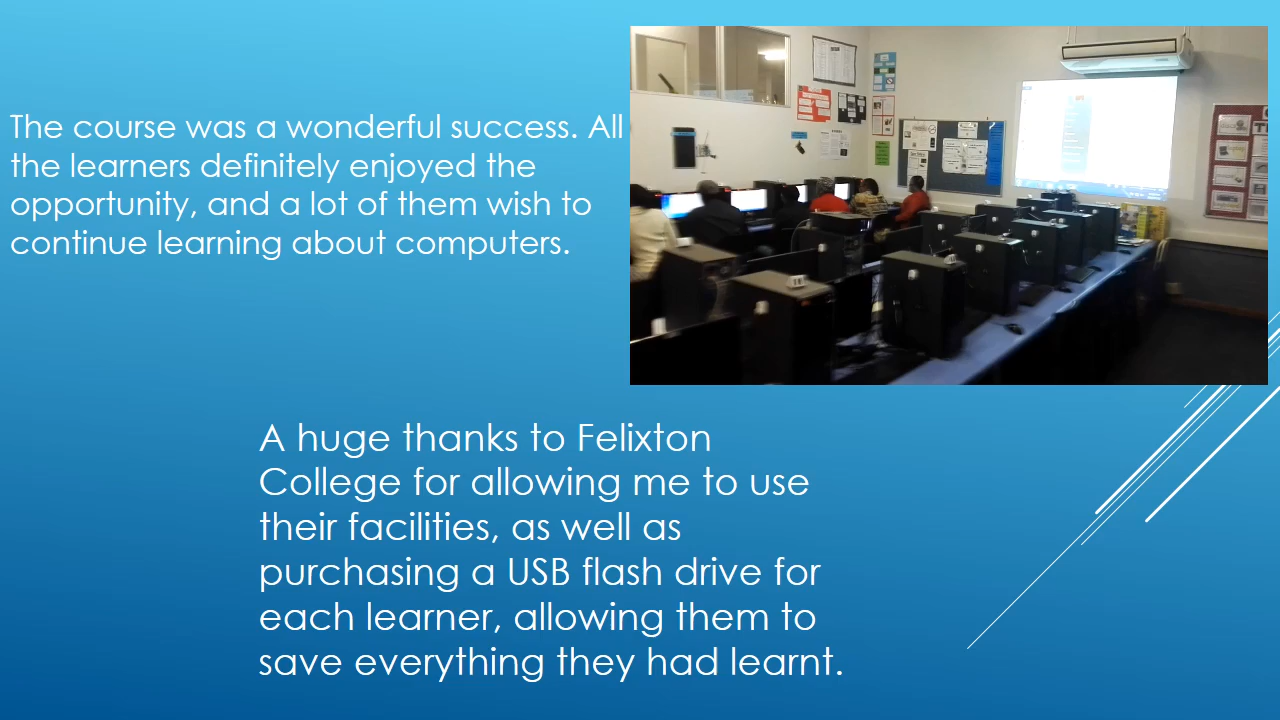 The course was a wonderful success. All
the learners definitely enjoyed the
opportunity, and a lot of them wish to
continue learning about computers.
A huge thanks to Felixton
College for allowing me to use
their facilities, as well as
purchasing a USB flash drive for
each learner, allowing them to
save everything they had learnt.